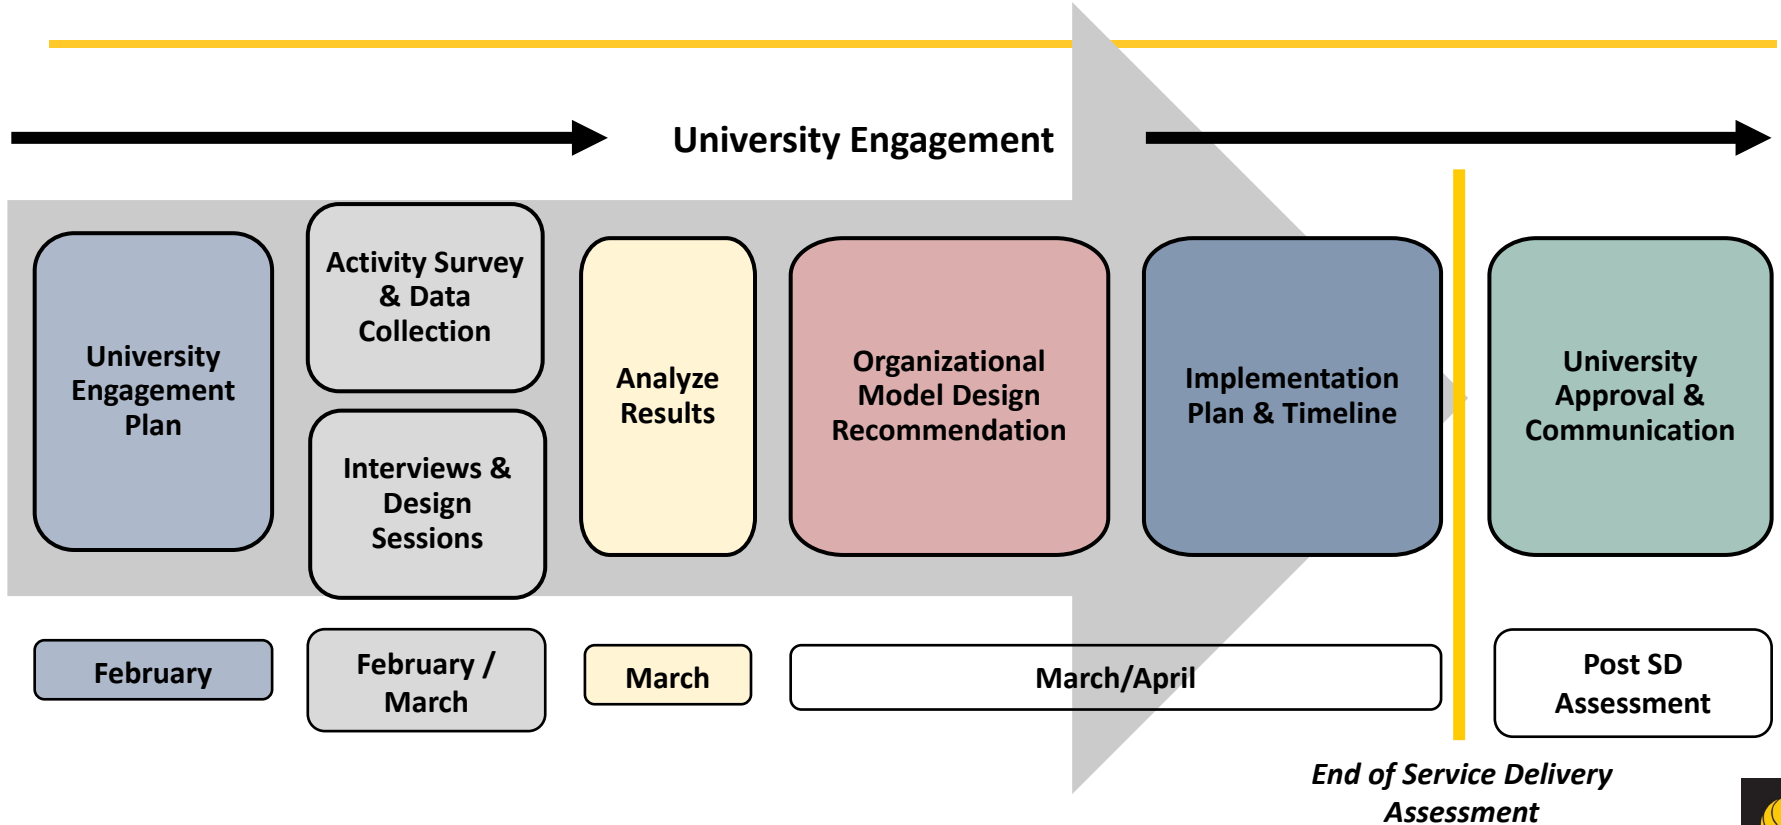 University Engagement
University
Engagement
Plan
Activity Survey
& Data
Collection
Interviews &
Design
Sessions
Analyze
Results
Organizational
Model Design
Recommendation
Implementation
Plan & Timeline
University
Approval &
Communication
February
February /
March
March
March/April
Post SD
Assessment
End of Service Delivery
Assessment